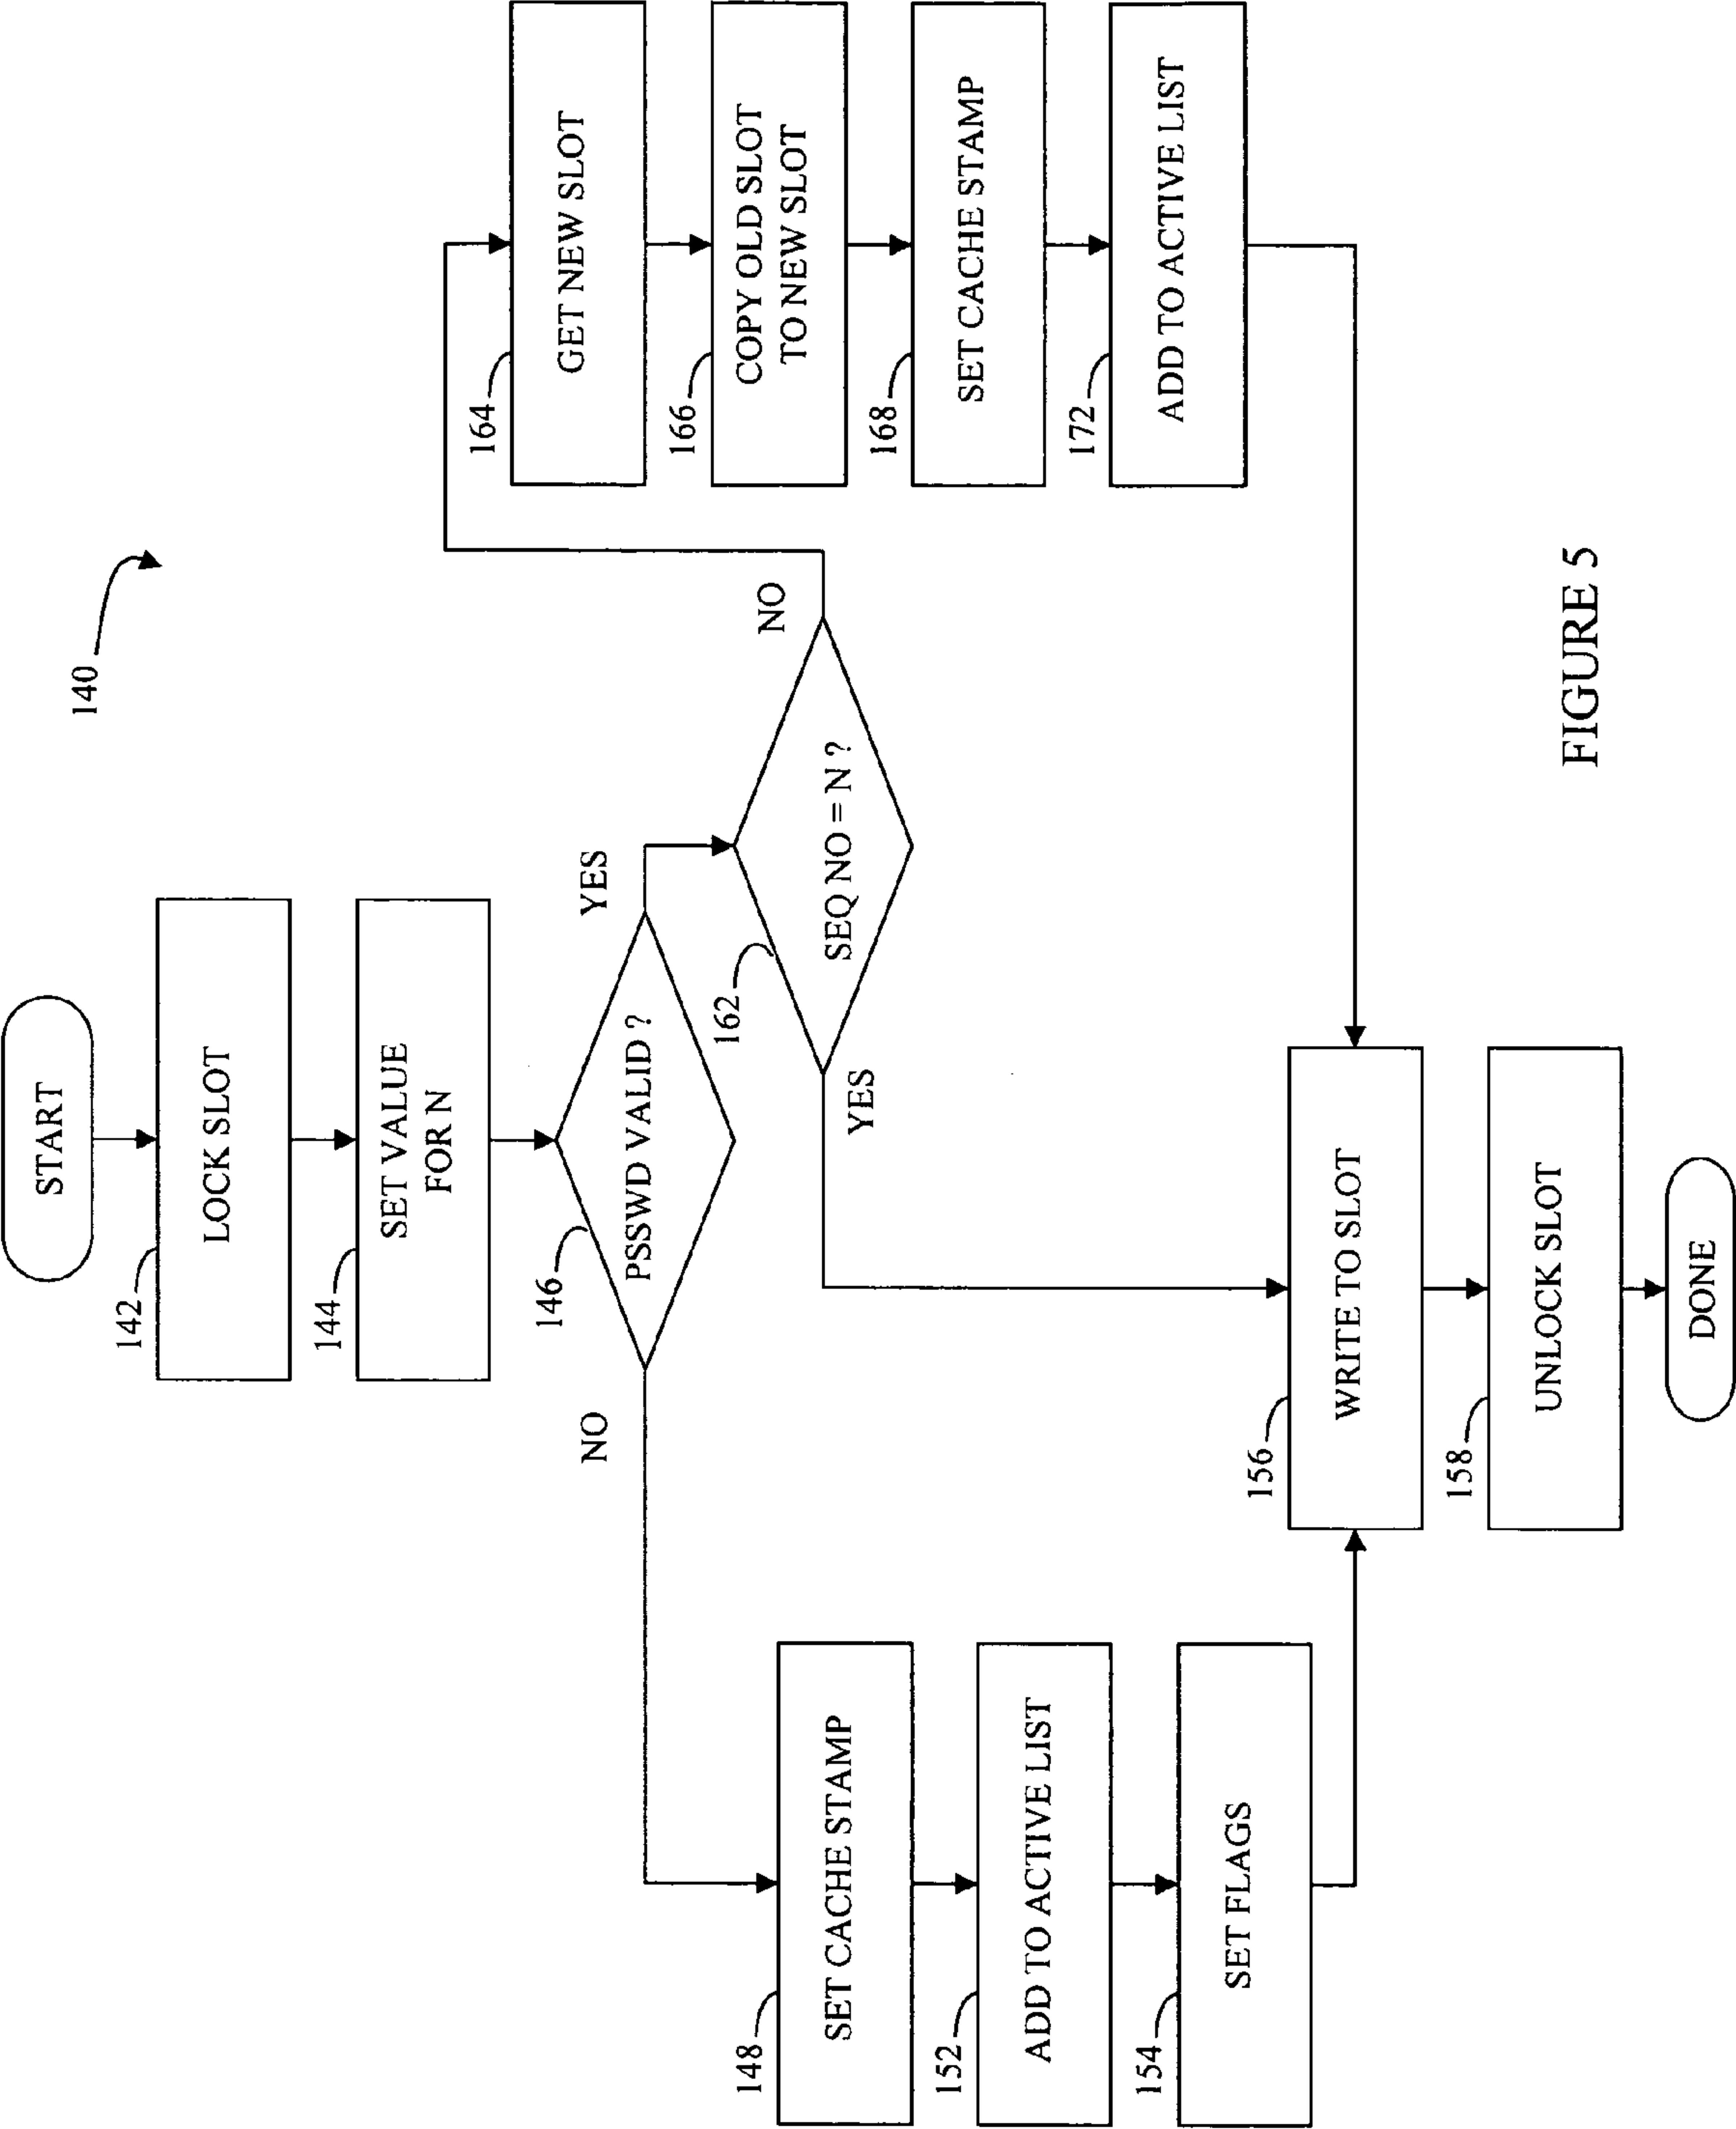 140
START
142
LOCK SLOT
144
SET VALUE
FOR N
146
PSSWD VALID ?
NO
YES
162
SEQ NO = N ?
YES
NO
164
GET NEW SLOT
166
COPY OLD SLOT
TO NEW SLOT
168
SET CACHE STAMP
172
ADD TO ACTIVE LIST
148
SET CACHE STAMP
152
ADD TO ACTIVE LIST
154
SET FLAGS
156
WRITE TO SLOT
158
UNLOCK SLOT
DONE
FIGURE 5